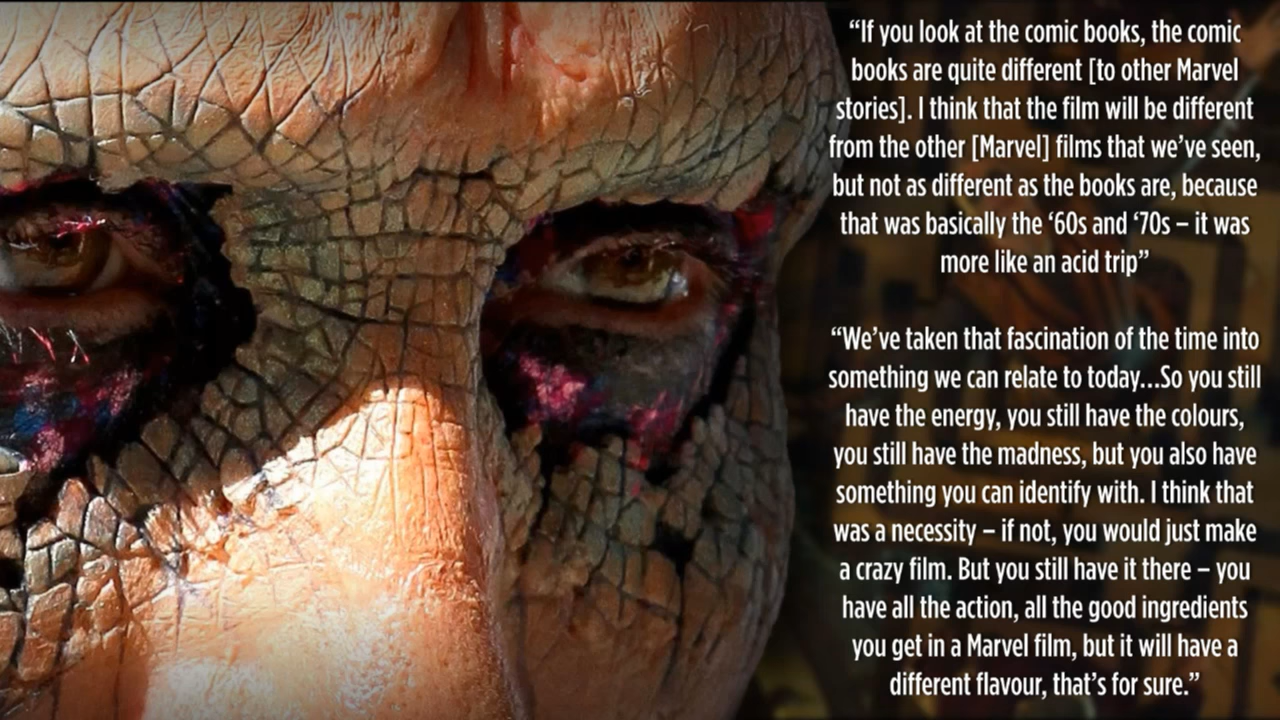 “If you look at the comic books, the comic
books are quite different [to other Marvel
stories]. I think that the film will be different
from the other [Marvel] films that we’ve seen,
but not as different as the books are, because
that was basically the ‘60s and ‘70s – it was
more like an acid trip”
“We’ve taken that fascination of the time into
something we can relate to today...So you still
have the energy, you still have the colours,
you still have the madness, but you also have
something you can identify with. I think that
was a necessity – if not, you would just make
a crazy film. But you still have it there – you
have all the action, all the good ingredients
you get in a Marvel film, but it will have a
different flavour, that’s for sure.”